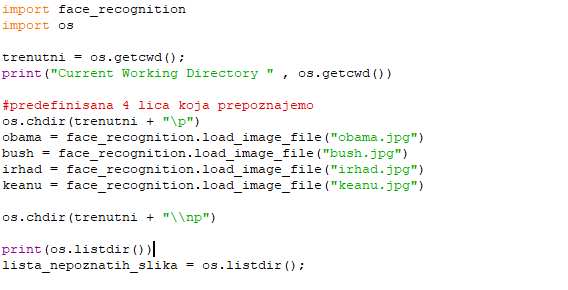 import face_recognition
import os
trenutni = os.getcwd();
print("Current Working Directory " , os.getcwd())
#predefinisana 4 lica koja prepoznajemo
os.chdir(trenutni + "\p")
obama = face_recognition.load_image_file("obama.jpg")
bush = face_recognition.load_image_file("bush.jpg")
irhad = face_recognition.load_image_file("irhad.jpg")
keanu = face_recognition.load_image_file("keanu.jpg")
os.chdir(trenutni + "\\np")
print(os.listdir())
lista_nepoznatih_slika = os.listdir();